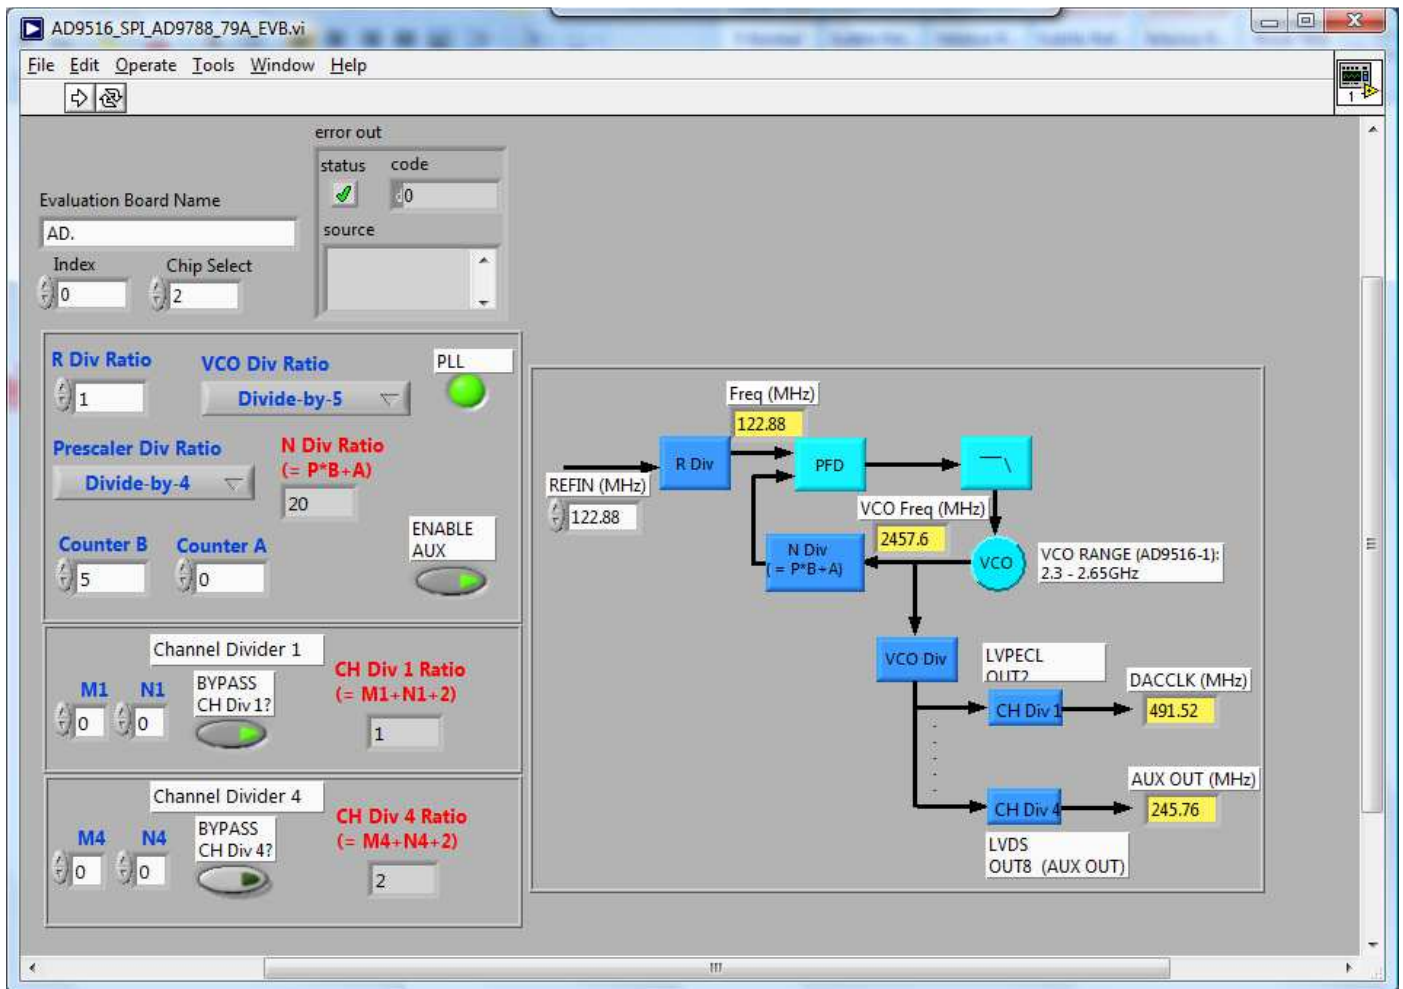 AD9516_SPI_AD9788_79A_EVB.vi
File Edit Operate Tools Window Help
1
error out
status code
0
source
Evaluation Board Name
AD.
Index Chip Select
0 2
R Div Ratio VCO Div Ratio PLL
1 Divide-by-5
Prescaler Div Ratio N Div Ratio
(= P*B+A)
Divide-by-4
20
ENABLE
AUX
Counter B Counter A
5 0
Channel Divider 1
M1 N1 BYPASS
CH Div 1?
CH Div 1 Ratio
(= M1+N1+2)
0 0
1
Channel Divider 4
M4 N4 BYPASS
CH Div 4?
CH Div 4 Ratio
(= M4+N4+2)
0 0
2
Freq (MHz)
122.88
R Div PFD
REFIN (MHz)
122.88
VCO Freq (MHz)
2457.6
N Div
( = P*B+A)
VCO
VCO RANGE (AD9516-1):
2.3 - 2.65GHz
VCO Div
LVPECL
OUT2
CH Div 1
DACCLK (MHz)
491.52
AUX OUT (MHz)
CH Div 4
245.76
LVDS
OUT8 (AUX OUT)